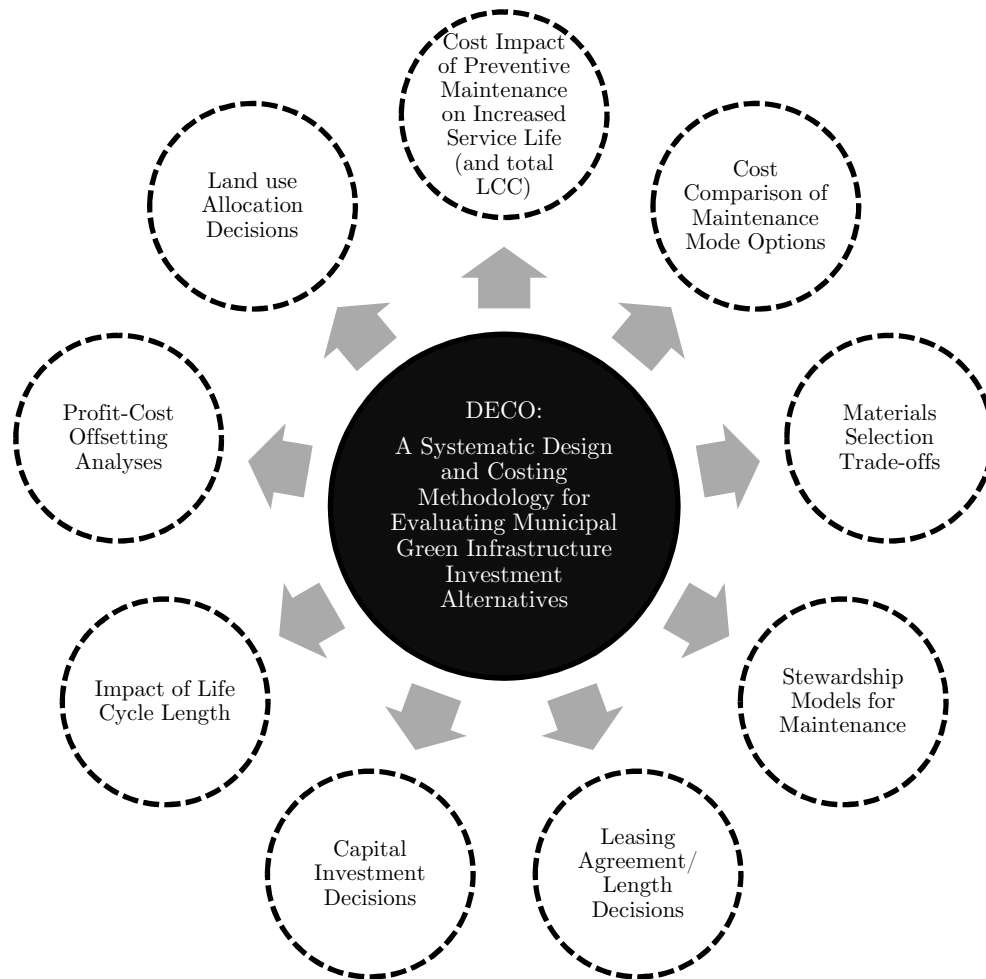 Cost Impact
of Preventive
Maintenance
on Increased
Service Life
(and total
LCC)
Cost
Comparison of
Maintenance
Mode Options
Materials
Selection
Trade-offs
Stewardship
Models for
Maintenance
Leasing
Agreement/
Length
Decisions
Capital
Investment
Decisions
Impact of Life
Cycle Length
Profit-Cost
Offsetting
Analyses
Land use
Allocation
Decisions
DECO:
A Systematic Design
and Costing
Methodology for
Evaluating Municipal
Green Infrastructure
Investment
Alternatives